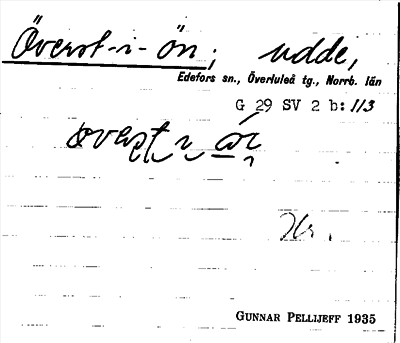 Överst-i-ön; udde,
Edefors sn., Överluleå tg., Norrb. län
G 29 SV 2 b: 113
Gunnar Pellijeff 1935